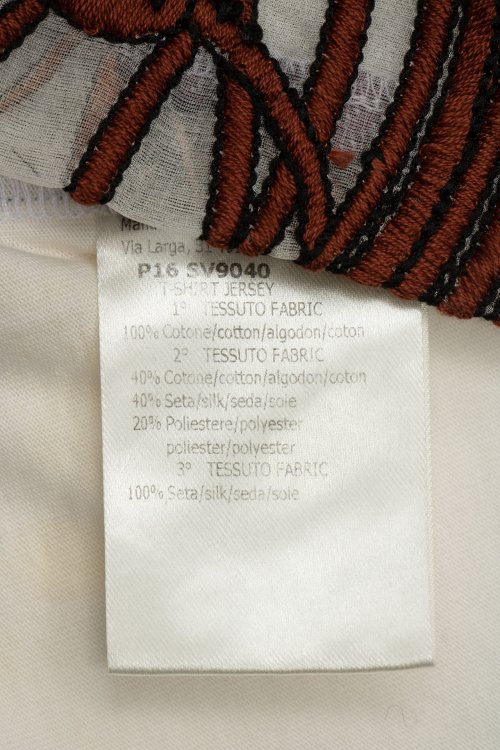 Via Larga,
P16 SV9040
T-SHIRT JERSEY
1° TESSUTO FABRIC
100% Cotone/cotton/algodon/coton
2° TESSUTO FABRIC
40% Cotone/cotton/algodon/coton
40% Seta/silk/seda/soie
20% Poliestere/polyester
poliester/polyester
3° TESSUTO FABRIC
100% Seta/silk/seda/soie